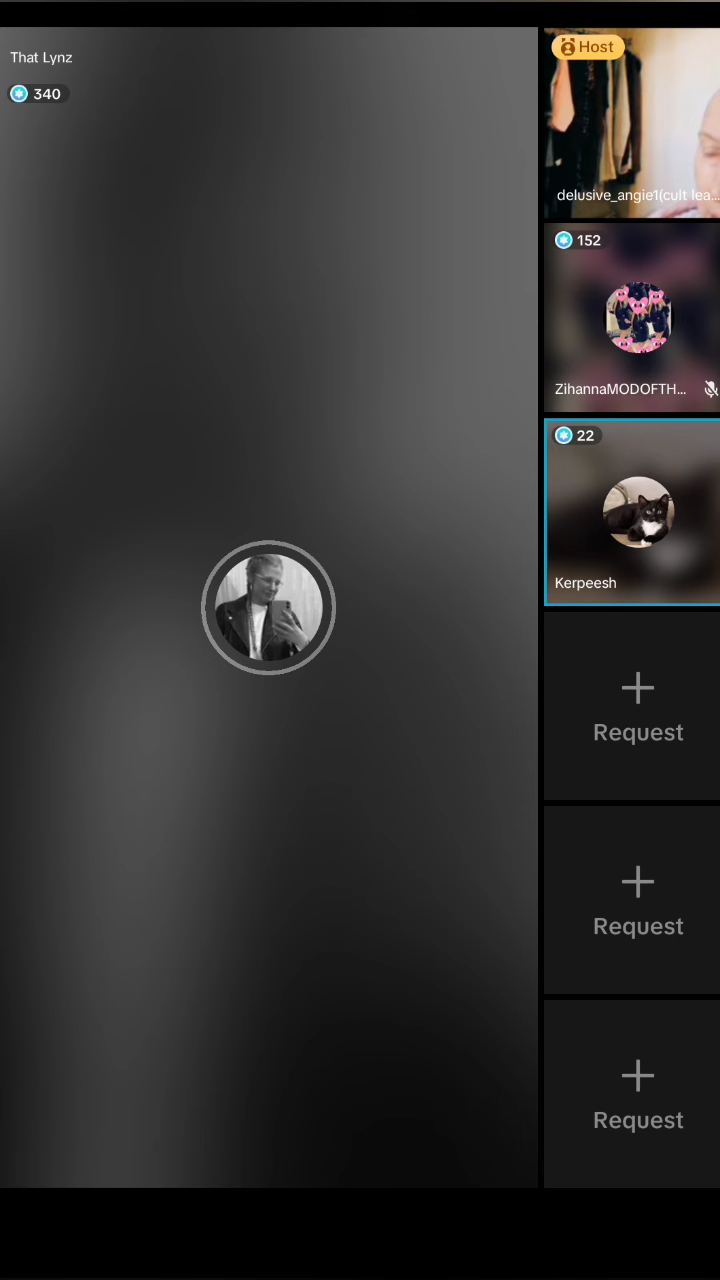 That Lynz
340
Host
delusive_angie1(cult lea...
152
ZihannaMODOFTH...
22
Kerpeesh
Request
Request
Request